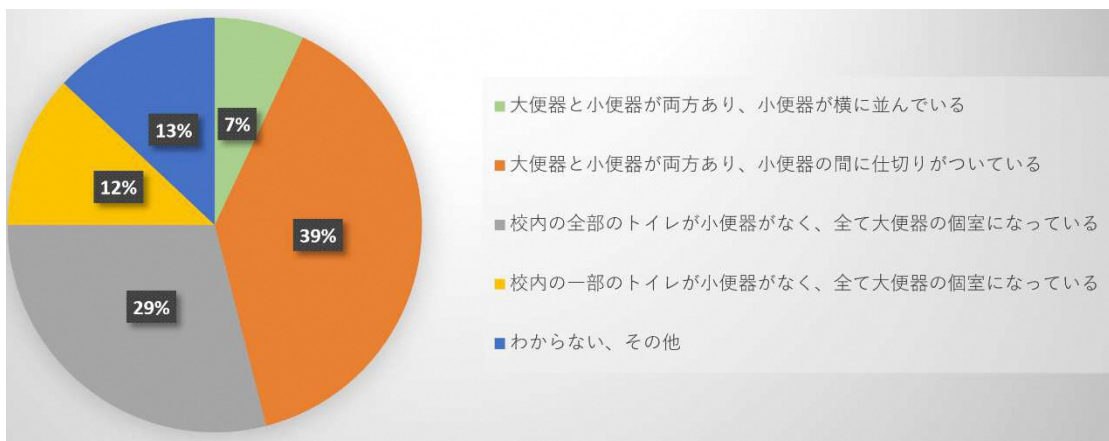 13%
7%
12%
39%
29%
大便器と小便器が両方あり、小便器が横に並んでいる
大便器と小便器が両方あり、小便器の間に仕切りがついている
校内の全部のトイレが小便器がなく、全て大便器の個室になっている
校内の一部のトイレが小便器がなく、全て大便器の個室になっている
わからない、その他